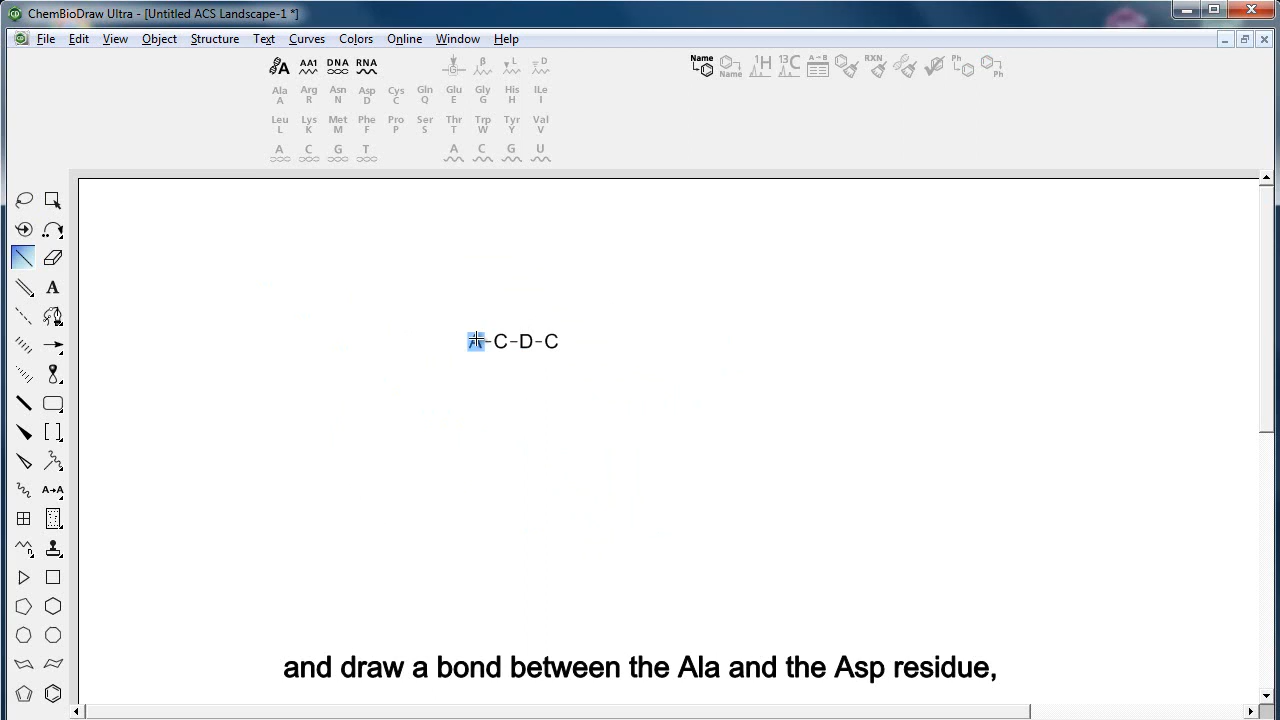 ChemBioDraw Ultra - [Untitled ACS Landscape-1 *]
File Edit View Object Structure Text Curves Colors Online Window Help
A AA1 DNA RNA G β L D Name Name ¹H 13C A→B RXN Ph Ph
Ala Arg Asn Asp Cys Gln Glu Gly His ILe
A R N D C Q E G H I
Leu Lys Met Phe Pro Ser Thr Trp Tyr Val
L K M F P S T W Y V
A C G T A C G U
A-C-D-C
A
A→A
n
and draw a bond between the Ala and the Asp residue,